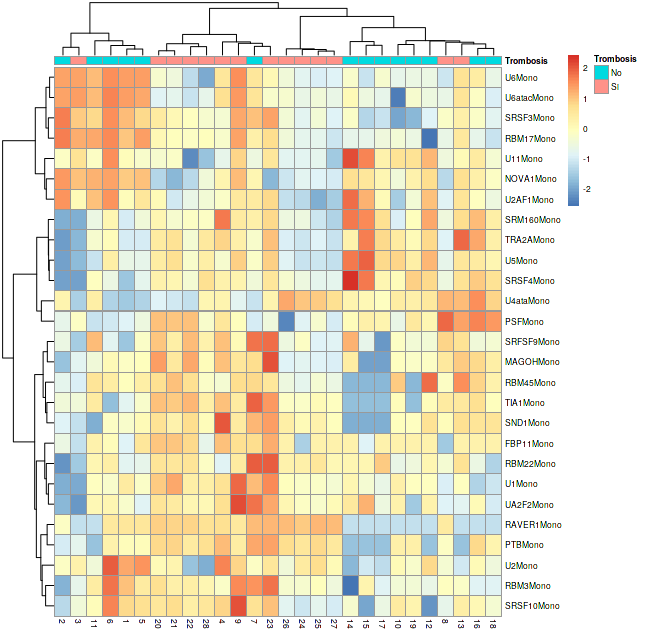 Trombosis
U6Mono
U6atacMono
SRSF3Mono
RBM17Mono
U11Mono
NOVA1Mono
U2AF1Mono
SRM160Mono
TRA2AMono
U5Mono
SRSF4Mono
U4ataMono
PSFMono
SRFSF9Mono
MAGOHMono
RBM45Mono
TIA1Mono
SND1Mono
FBP11Mono
RBM22Mono
U1Mono
UA2F2Mono
RAVER1Mono
PTBMono
U2Mono
RBM3Mono
SRSF10Mono
2 3 11 6 1 5 20 21 22 28 4 9 7 23 26 24 25 27 14 15 17 10 19 12 8 13 16 18
2
1
0
-1
-2
Trombosis
No
SI